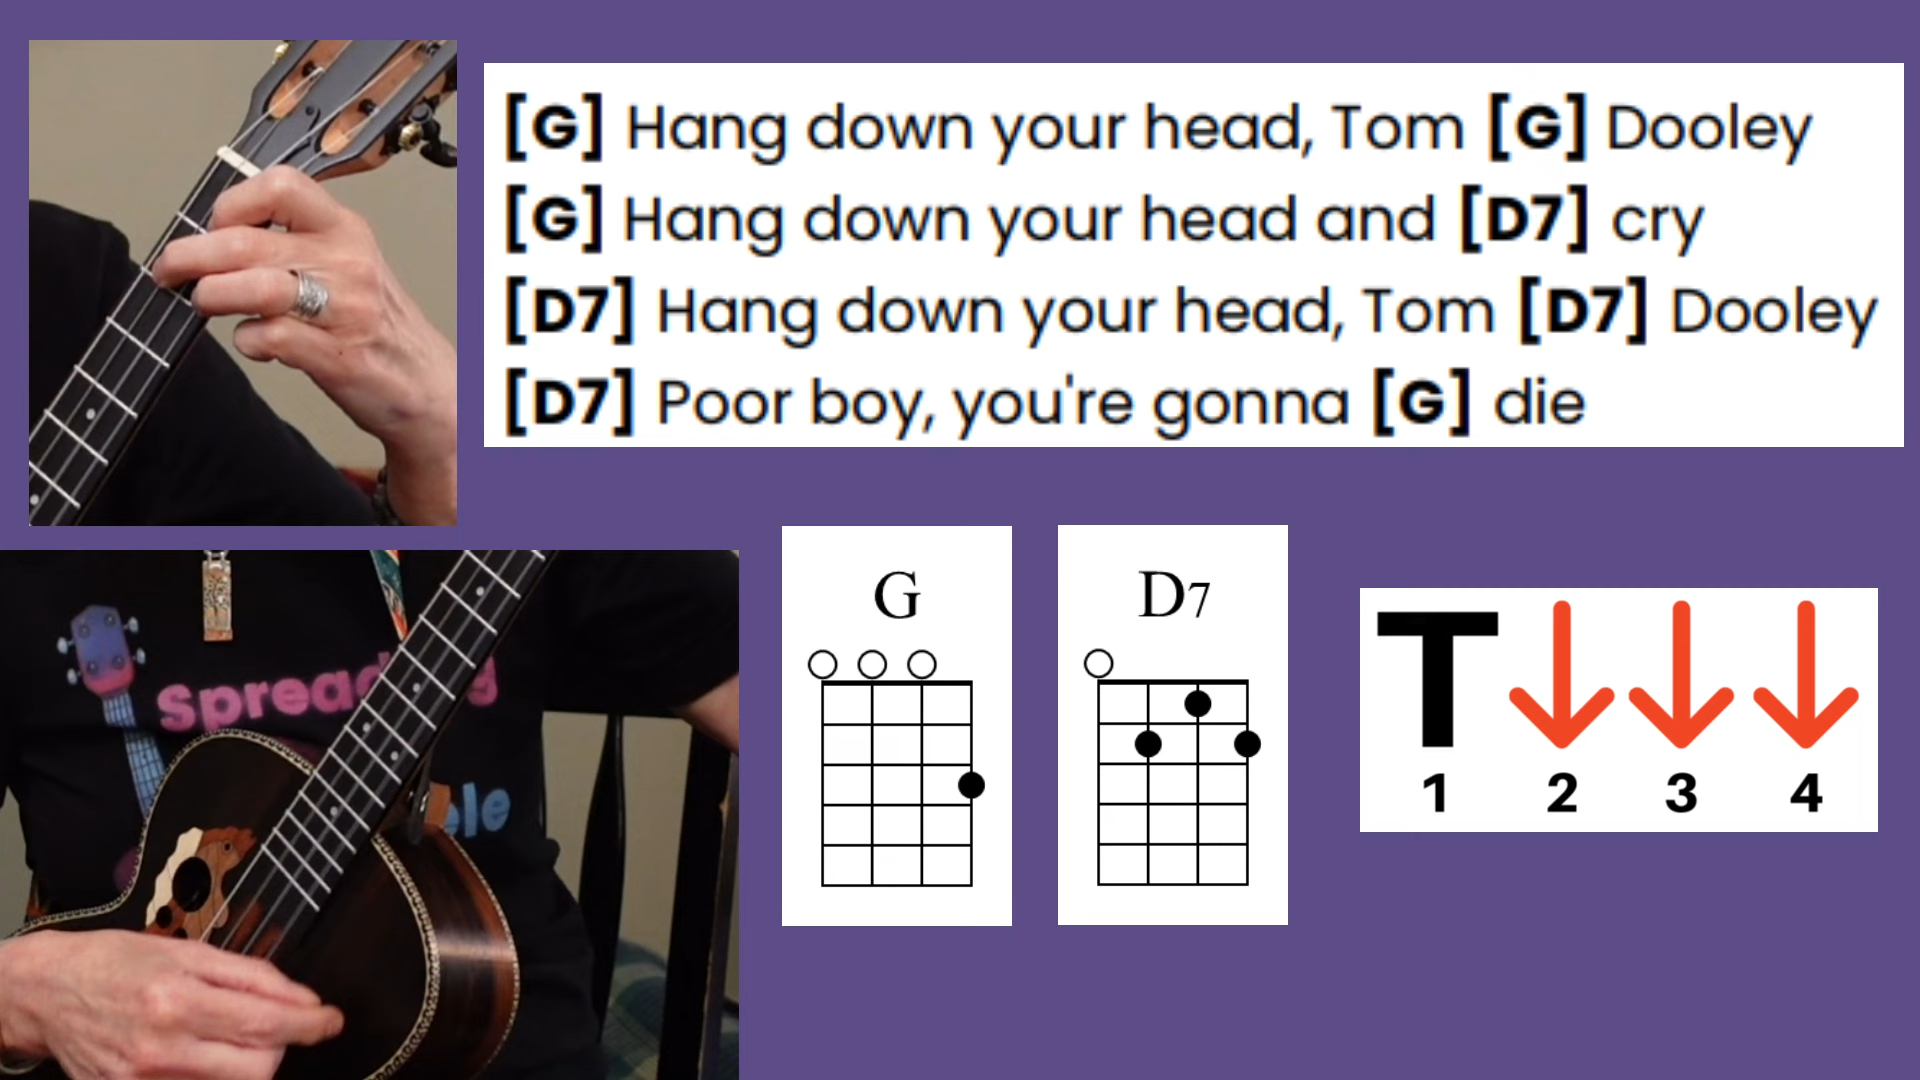 [G] Hang down your head, Tom [G] Dooley
[G] Hang down your head and [D7] cry
[D7] Hang down your head, Tom [D7] Dooley
[D7] Poor boy, you're gonna [G] die
G
D7
T
1 2 3 4